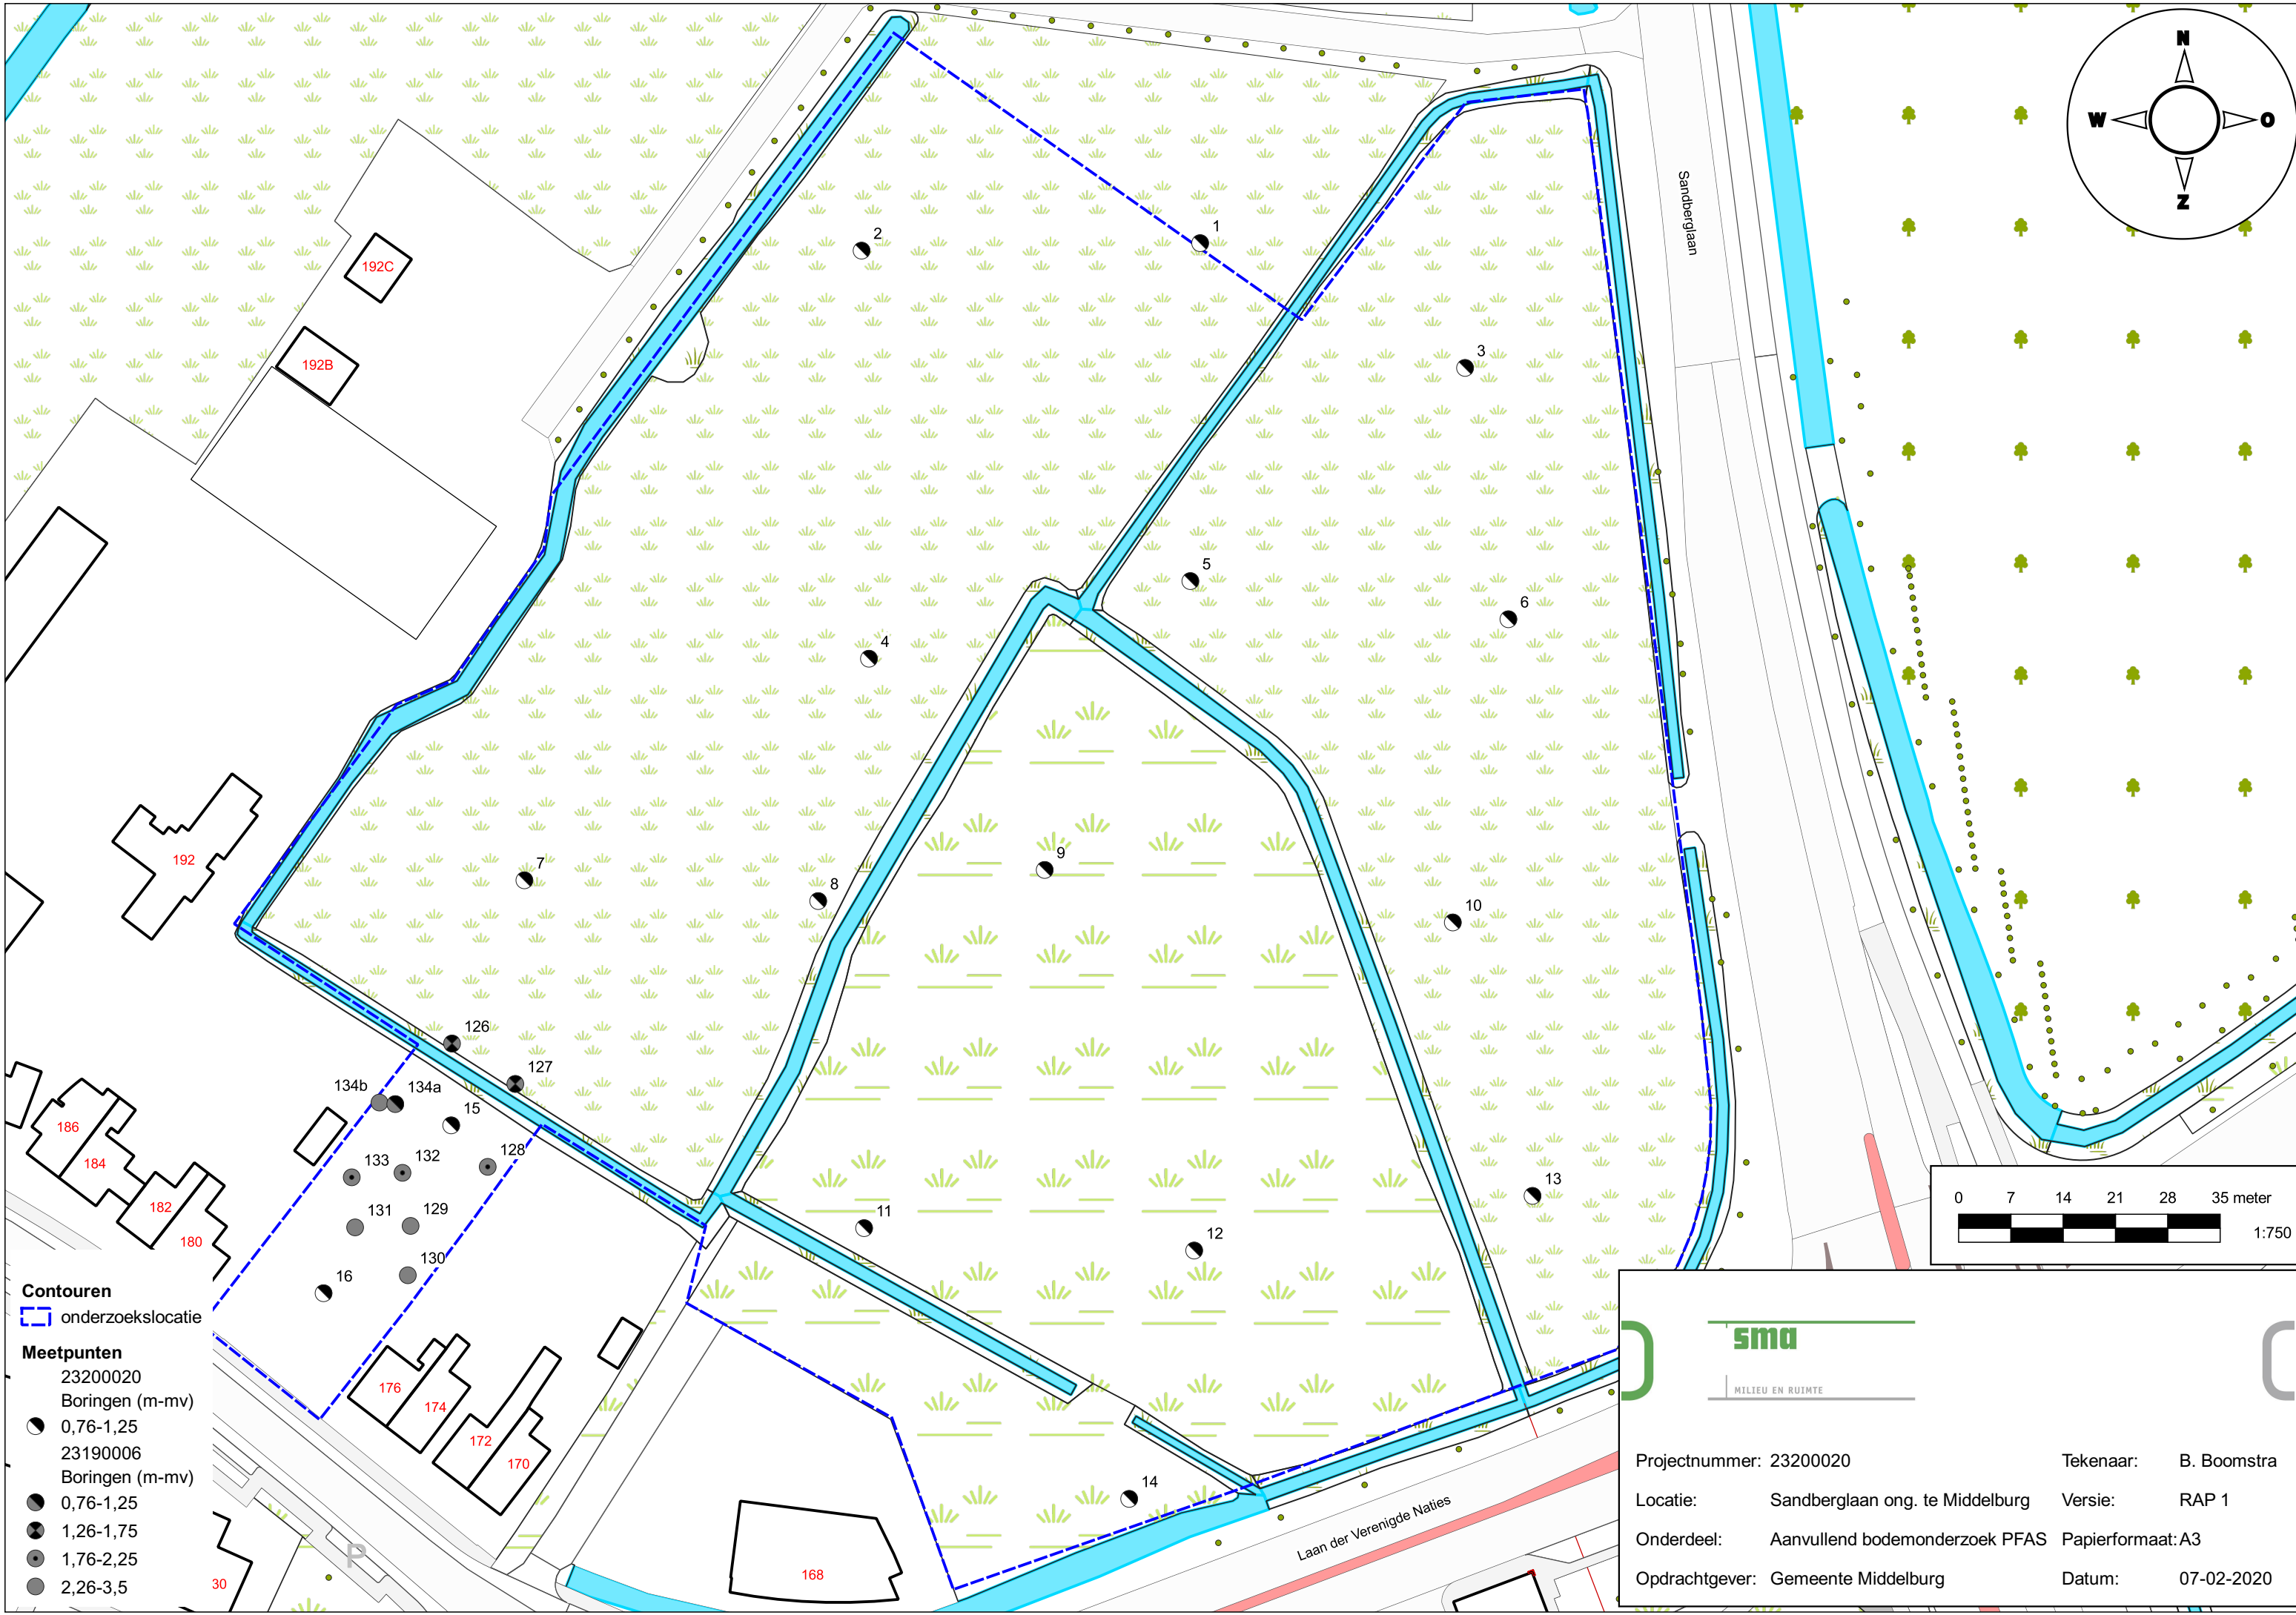 N
W
O
Z
Sandberglaan
192C
192B
2
1
3
5
6
4
192
7
8
9
10
126
127
134b
134a
15
186
184
182
180
133
132
128
131
129
130
16
11
12
13
14
176
174
172
170
168
30
P
Laan der Verenigde Naties
Contouren
onderzoekslocatie
Meetpunten
23200020
Boringen (m-mv)
0,76-1,25
23190006
Boringen (m-mv)
0,76-1,25
1,26-1,75
1,76-2,25
2,26-3,5
0 7 14 21 28 35 meter
1:750
sma
MILIEU EN RUIMTE
Projectnummer: 23200020 Tekenaar: B. Boomstra
Locatie: Sandberglaan ong. te Middelburg Versie: RAP 1
Onderdeel: Aanvullend bodemonderzoek PFAS Papierformaat: A3
Opdrachtgever: Gemeente Middelburg Datum: 07-02-2020